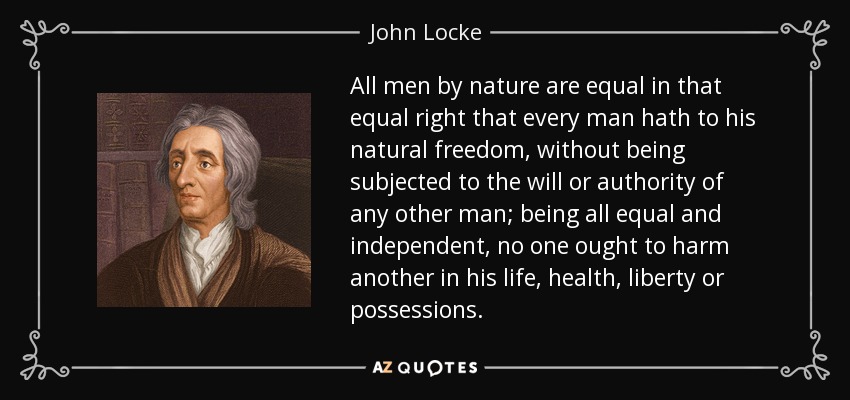 John Locke
All men by nature are equal in that
equal right that every man hath to his
natural freedom, without being
subjected to the will or authority of
any other man; being all equal and
independent, no one ought to harm
another in his life, health, liberty or
possessions.
AZ QUOTES